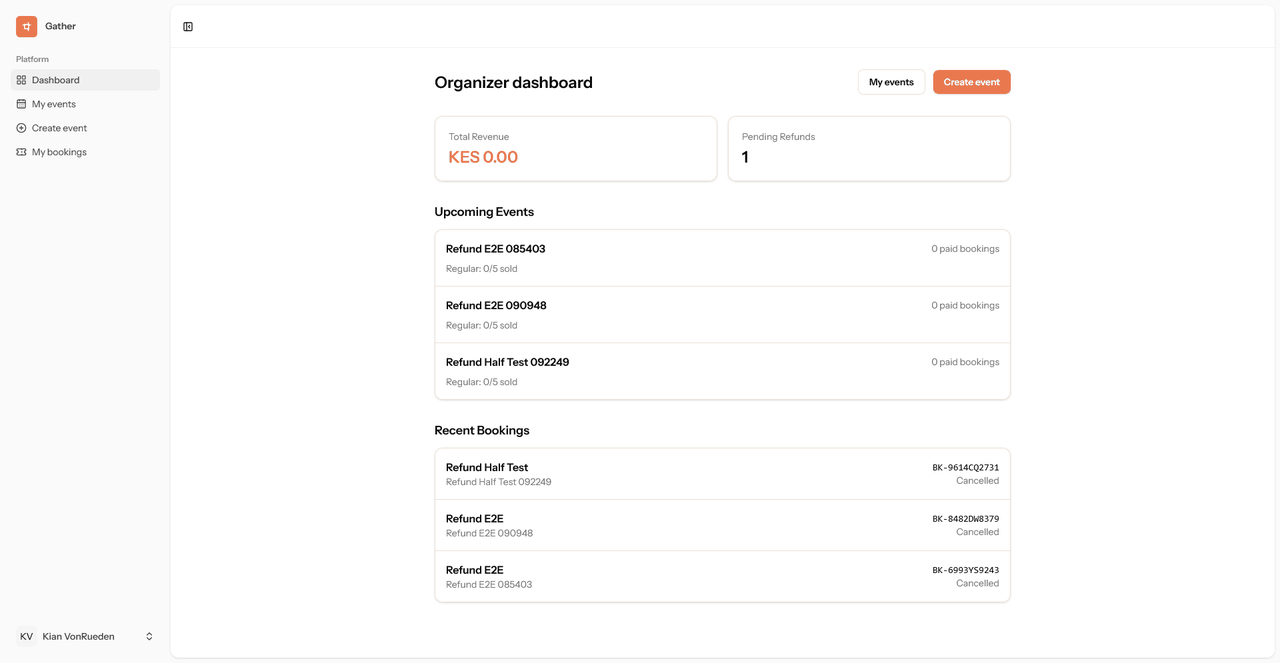 Gather
Platform
Dashboard
My events
Create event
My bookings
KV Kian VonRueden
Organizer dashboard
My events
Create event
Total Revenue
KES 0.00
Pending Refunds
1
Upcoming Events
Refund E2E 085403
0 paid bookings
Regular: 0/5 sold
Refund E2E 090948
0 paid bookings
Regular: 0/5 sold
Refund Half Test 092249
0 paid bookings
Regular: 0/5 sold
Recent Bookings
Refund Half Test
BK-9614CQ2731
Refund Half Test 092249
Cancelled
Refund E2E
BK-8482DW8379
Refund E2E 090948
Cancelled
Refund E2E
BK-6993YS9243
Refund E2E 085403
Cancelled